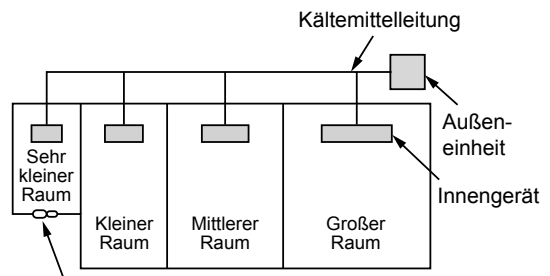 Kältemittelleitung
Außen-
einheit
Innengerät
Sehr
kleiner
Raum
Kleiner
Raum
Mittlerer
Raum
Großer
Raum